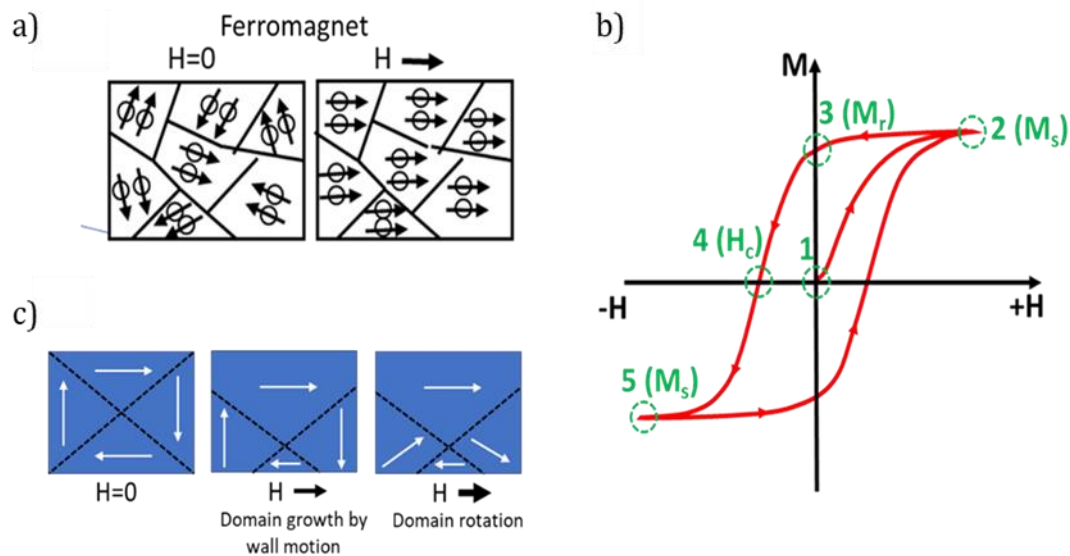 a)
Ferromagnet
H=0
H
b)
M
3 (Mr)
2 (Ms)
4 (Hc)
1
-H
+H
5 (Ms)
c)
H=0
H
Domain growth by
wall motion
H
Domain rotation